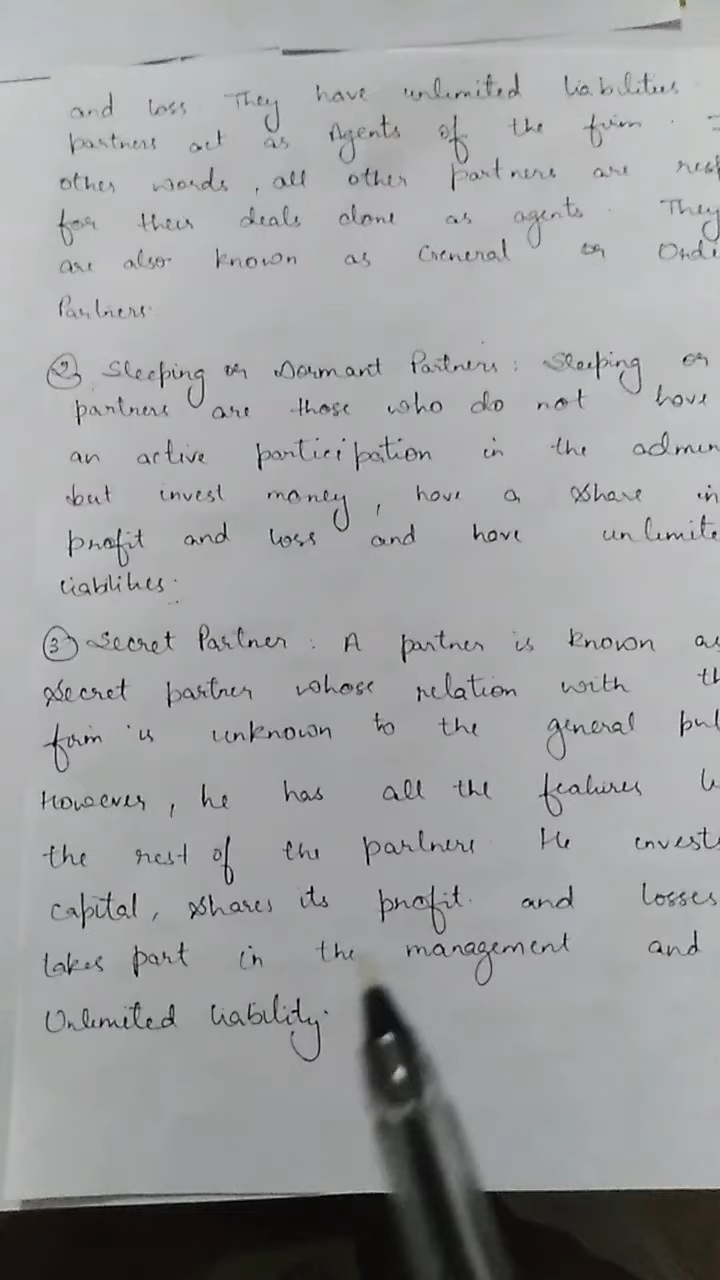 and loss They have unlimited liabilities
partners act as Agents of the firm.
other words, all other partners are
for their deals done as agents. They
are also known as General or
Partners.
② Sleeping or Dormant Partners: Sleeping or
partners are those who do not have
an active participation in the
but invest money, have a share in
profit and loss and have
liabilities.
③ Secret Partner: A partner is known as
Secret partner whose relation with
firm is unknown to the general
However, he has all the features
the rest of the partners. He
capital, shares its profit. and losses
takes part in the management and
Unlimited liability.